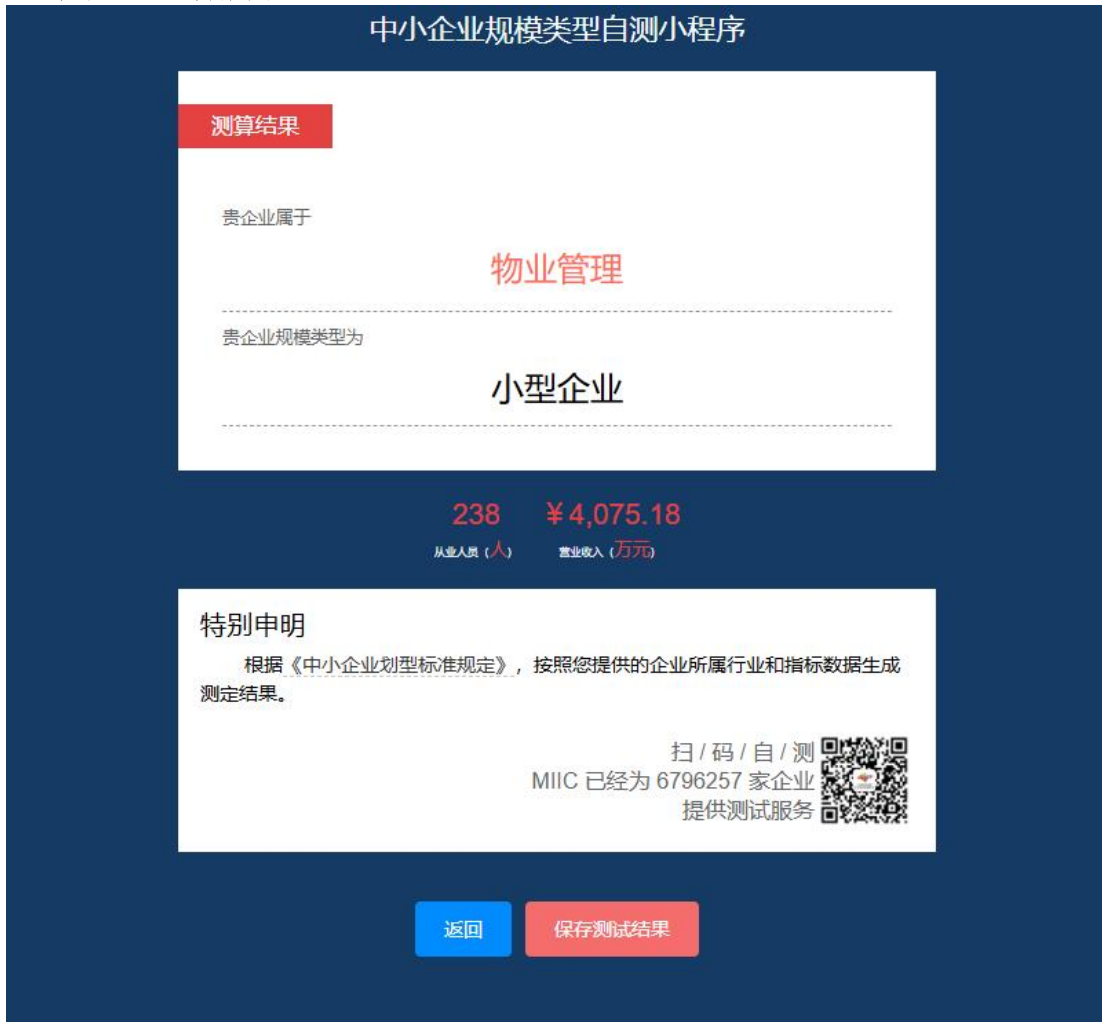 中小企业规模类型自测小程序
测算结果
贵企业属于
物业管理
贵企业规模类型为
小型企业
238 ￥4,075.18
从业人员（人） 营业收入（万元）
特别申明
根据《中小企业划型标准规定》，按照您提供的企业所属行业和指标数据生成
测定结果。
扫 / 码 / 自 / 测
MIIC 已经为 6796257 家企业
提供测试服务
返回 保存测试结果